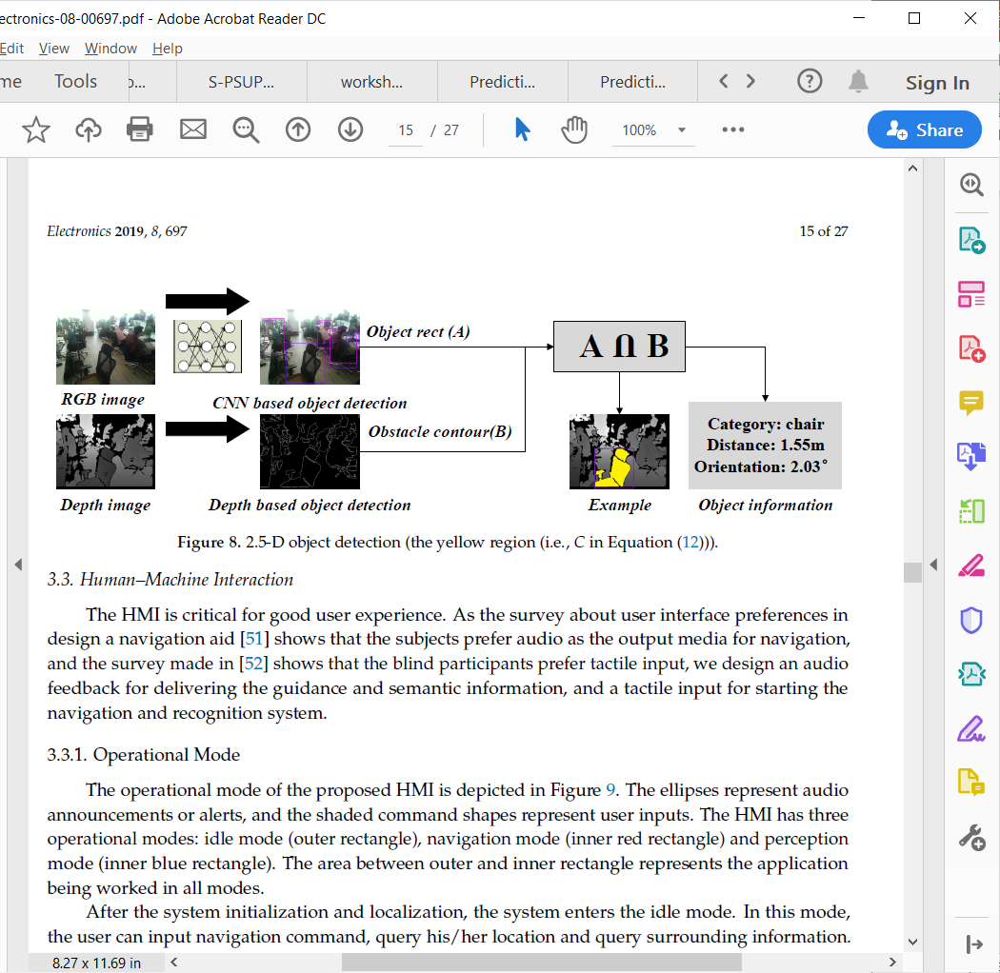 ectronics-08-00697.pdf - Adobe Acrobat Reader DC
Edit View Window Help
me Tools o... S-PSUP... worksh... Predicti... Predicti... Sign In
15 / 27 100% Share
Electronics 2019, 8, 697 15 of 27
Object rect (A)
A ∩ B
RGB image
CNN based object detection
Category: chair
Distance: 1.55m
Orientation: 2.03°
Obstacle contour(B)
Depth image Depth based object detection Example Object information
Figure 8. 2.5-D object detection (the yellow region (i.e., C in Equation (12))).
3.3. Human–Machine Interaction
The HMI is critical for good user experience. As the survey about user interface preferences in
design a navigation aid [51] shows that the subjects prefer audio as the output media for navigation,
and the survey made in [52] shows that the blind participants prefer tactile input, we design an audio
feedback for delivering the guidance and semantic information, and a tactile input for starting the
navigation and recognition system.
3.3.1. Operational Mode
The operational mode of the proposed HMI is depicted in Figure 9. The ellipses represent audio
announcements or alerts, and the shaded command shapes represent user inputs. The HMI has three
operational modes: idle mode (outer rectangle), navigation mode (inner red rectangle) and perception
mode (inner blue rectangle). The area between outer and inner rectangle represents the application
being worked in all modes.
After the system initialization and localization, the system enters the idle mode. In this mode,
the user can input navigation command, query his/her location and query surrounding information.
8.27 x 11.69 in